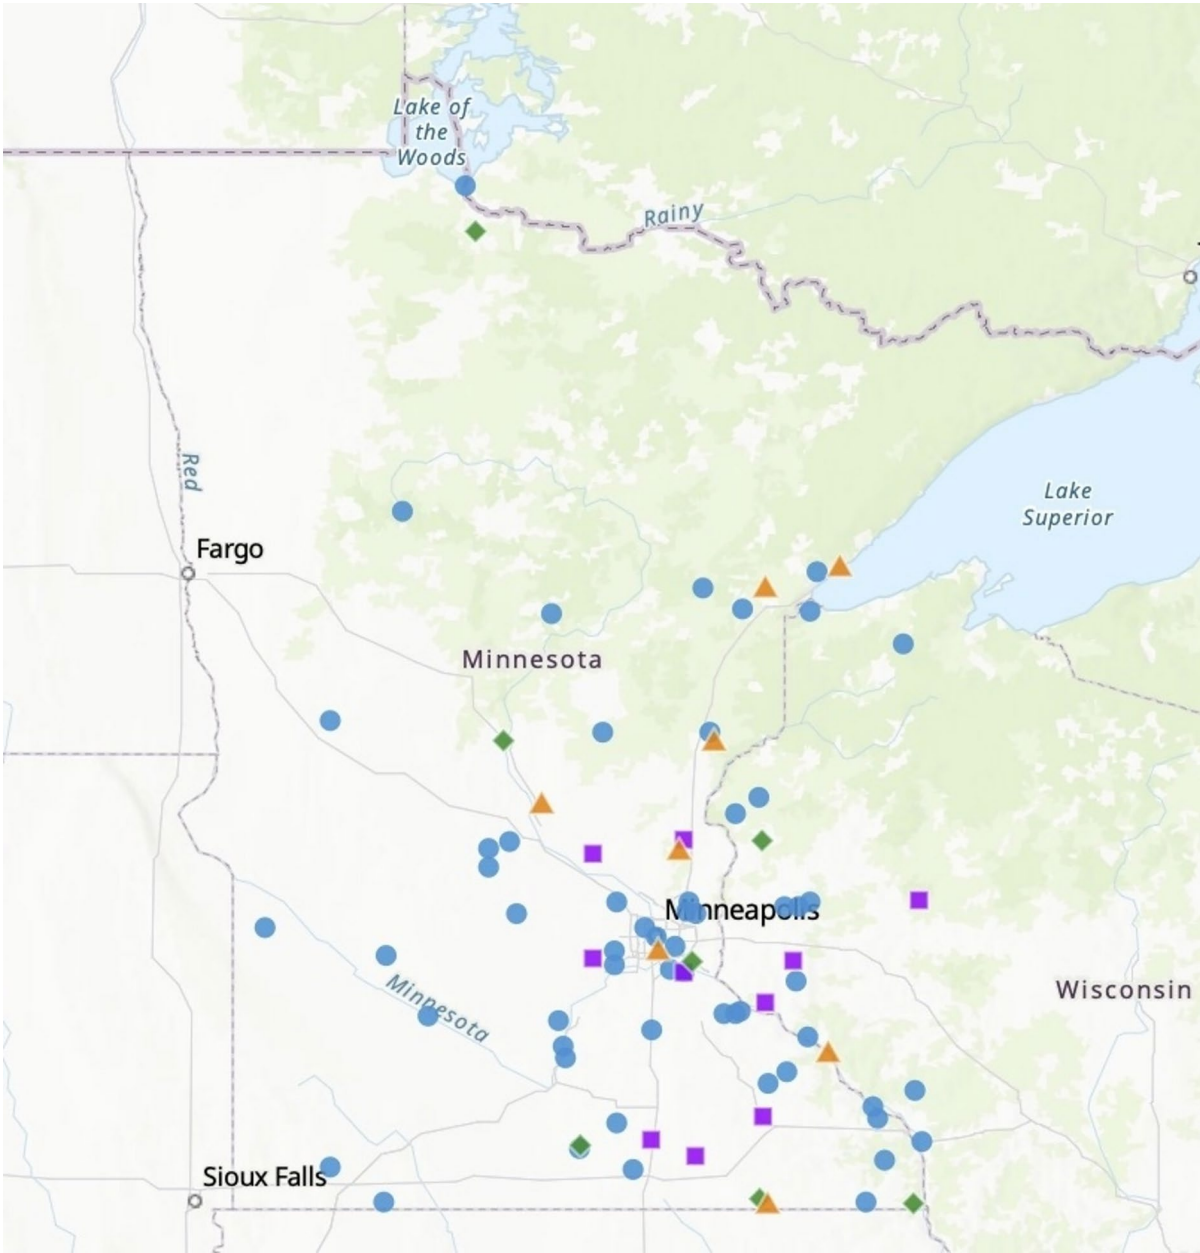 Lake of
the
Woods
Rainy
Red
Lake
Superior
Fargo
Minnesota
Minneapolis
Minnesota
Wisconsin
Sioux Falls